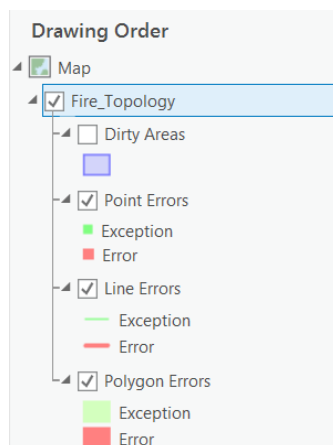 Drawing Order
Map
Fire_Topology
Dirty Areas
Point Errors
Exception
Error
Line Errors
Exception
Error
Polygon Errors
Exception
Error